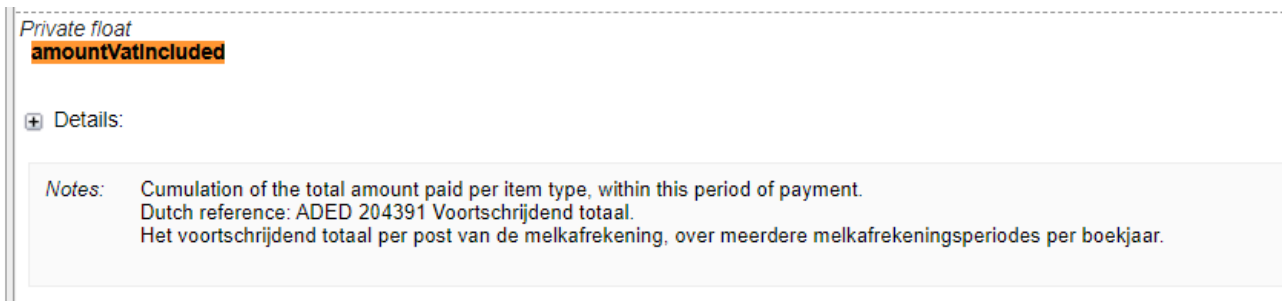 Private float
amountVatIncluded
Details:
Notes: Cumulation of the total amount paid per item type, within this period of payment.
Dutch reference: ADED 204391 Voortschrijdend totaal.
Het voortschrijdend totaal per post van de melkafrekening, over meerdere melkafrekeningsperiodes per boekjaar.